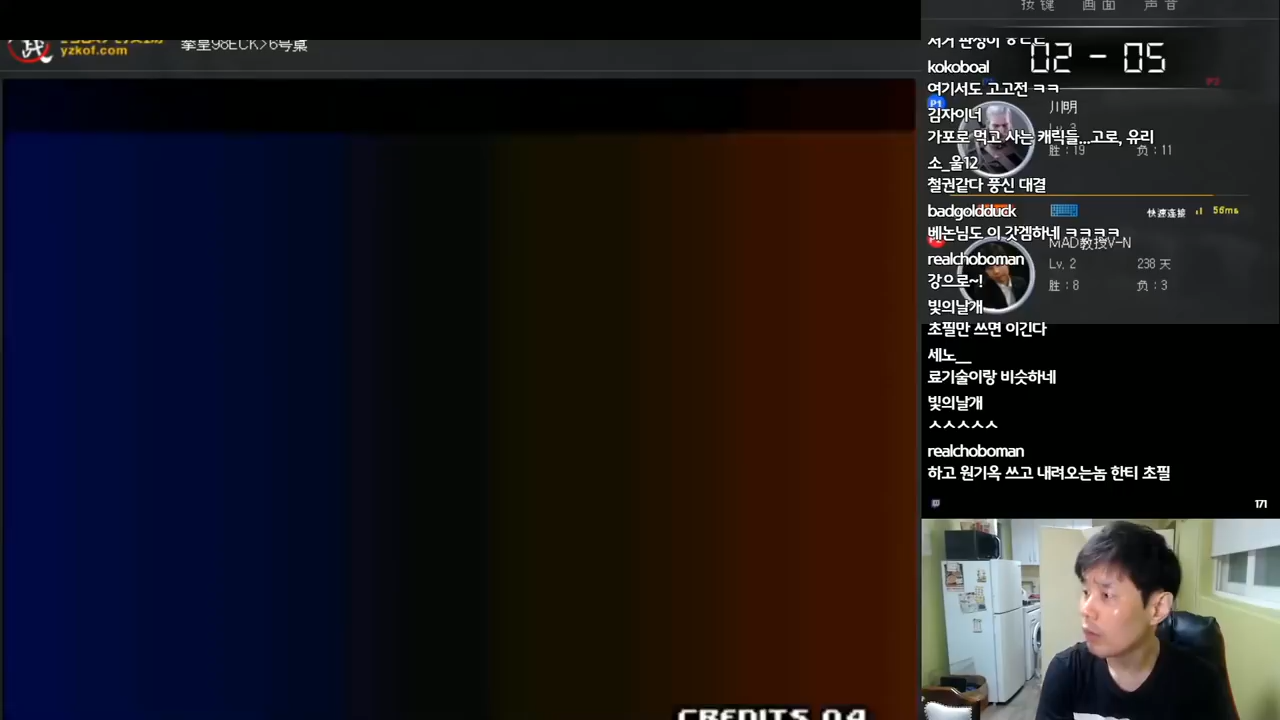 yzkof.com
拳皇98ECK>6号桌
按键 画面 声音
02 - 05
kokoboal
여기서도 고고전 ㅋㅋ
P1
P2
川明
김자이너
가포로 먹고 사는 캐릭들...고로, 유리
胜:19 负:11
소_울12
철권같다 풍신 대결
badgoldduck
快速连接 56ms
베논님도 이 갓겜하네 ㅋㅋㅋㅋ
MAD教授V-N
realchoboman
Lv. 2 238 天
강으로~!
胜:8 负:3
빛의날개
초필만 쓰면 이긴다
세노__
료기술이랑 비슷하네
빛의날개
ㅅㅅㅅㅅㅅ
realchoboman
하고 원기옥 쓰고 내려오는놈 한티 초필
171
CREDITS 04